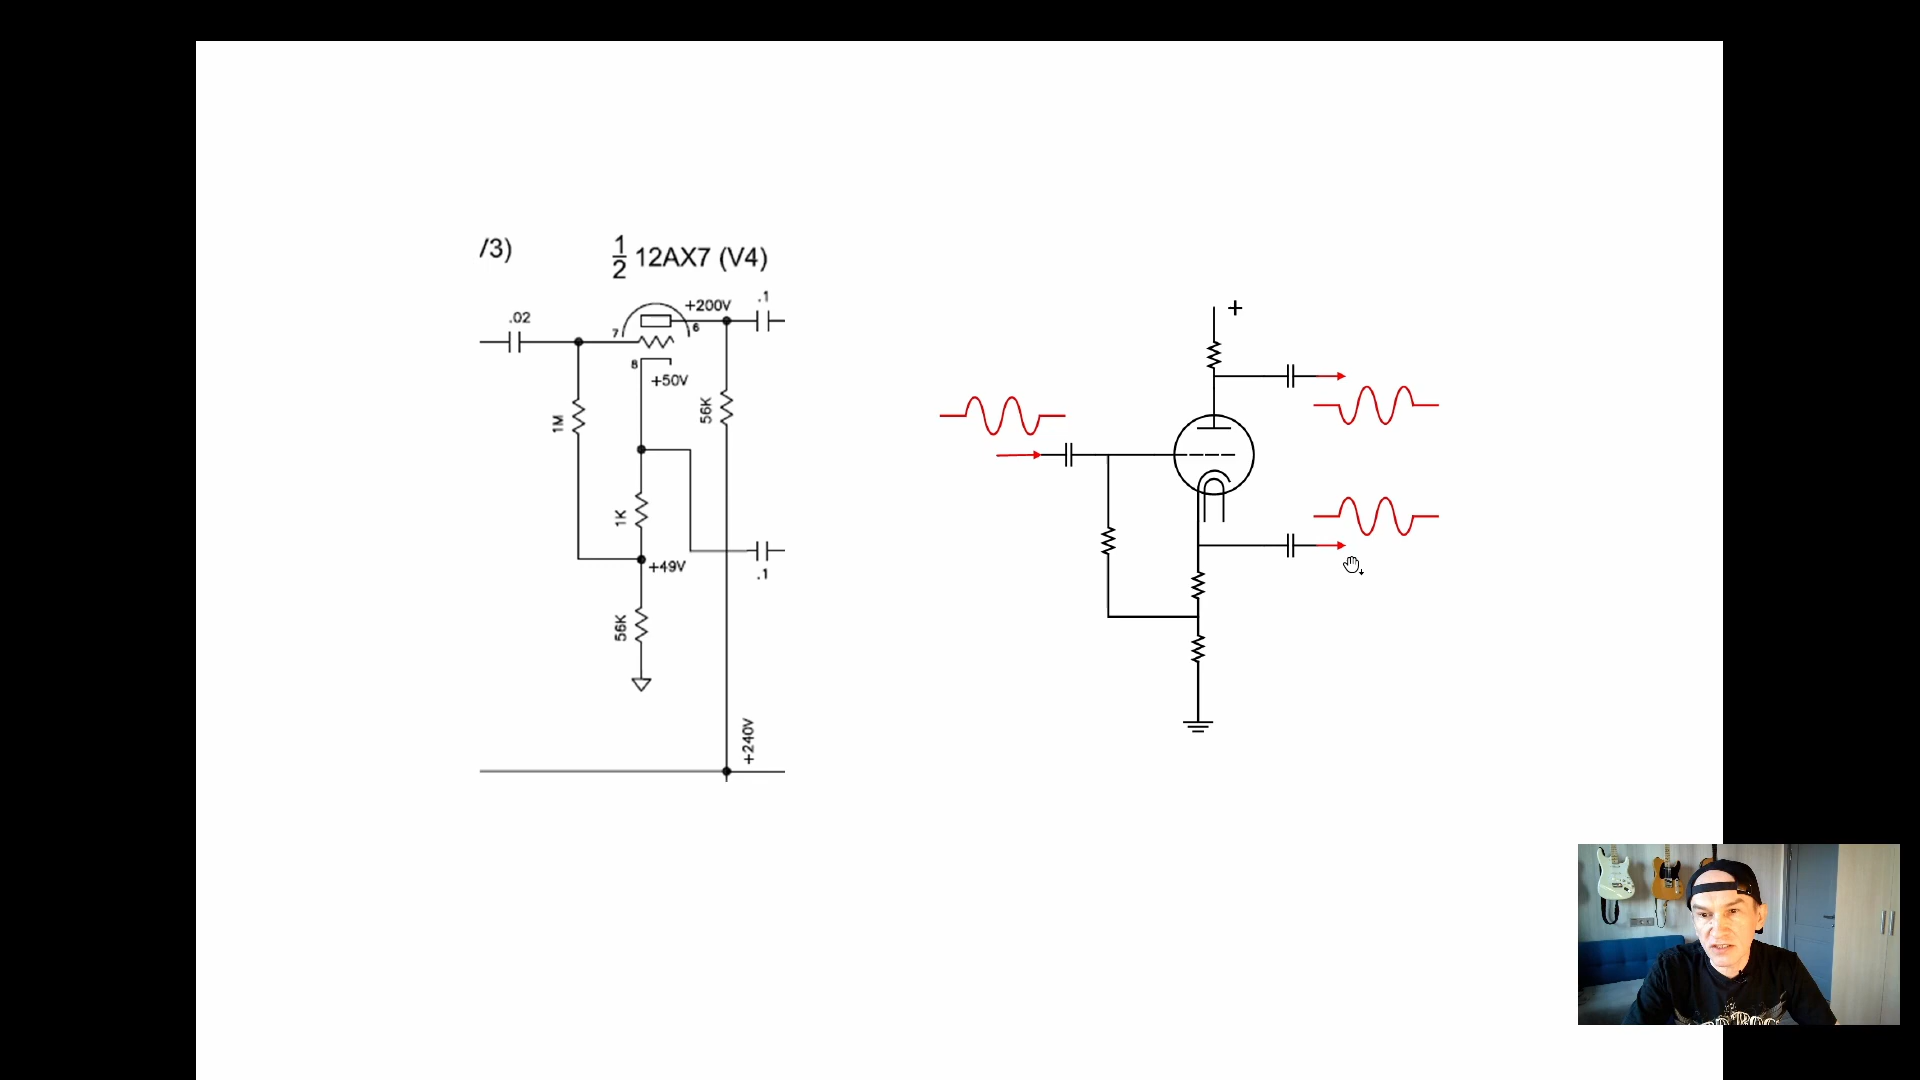 /3)
1/2 12AX7 (V4)
.02
+200V
.1
7
6
8
+50V
1M
56K
1K
+49V
.1
56K
+240V
+